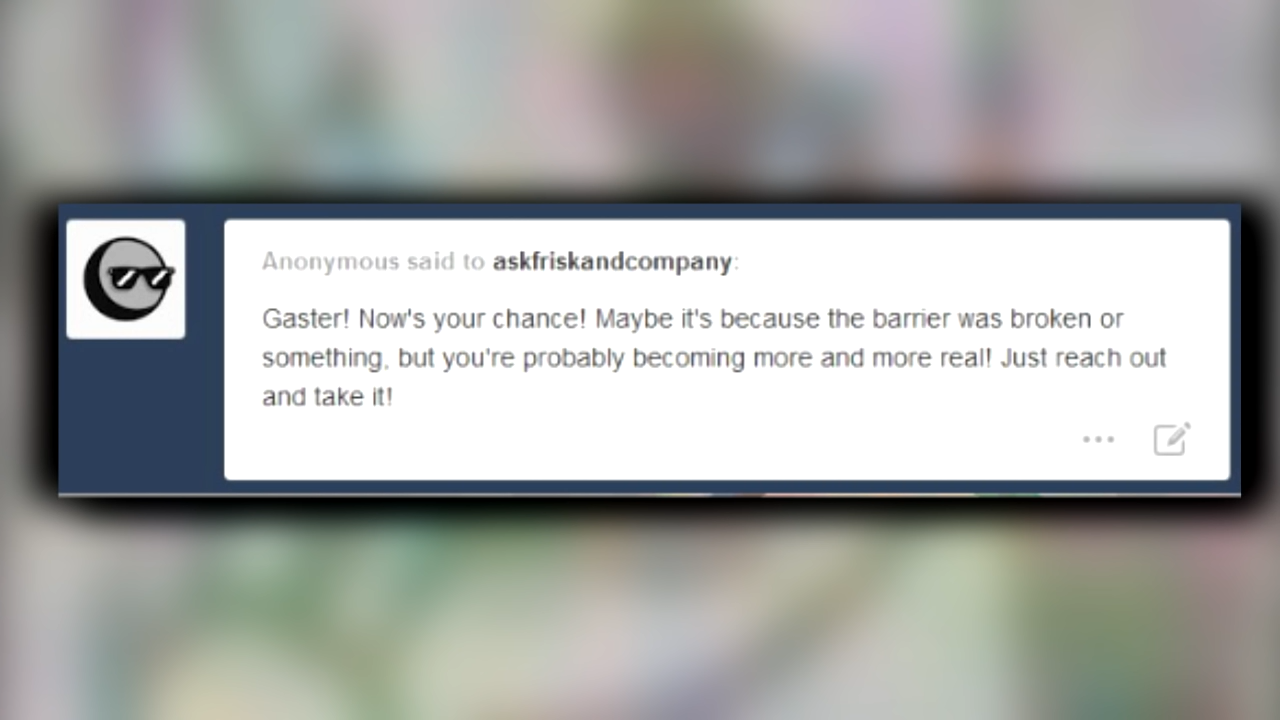 Anonymous said to askfriskandcompany:
Gaster! Now's your chance! Maybe it's because the barrier was broken or
something, but you're probably becoming more and more real! Just reach out
and take it!